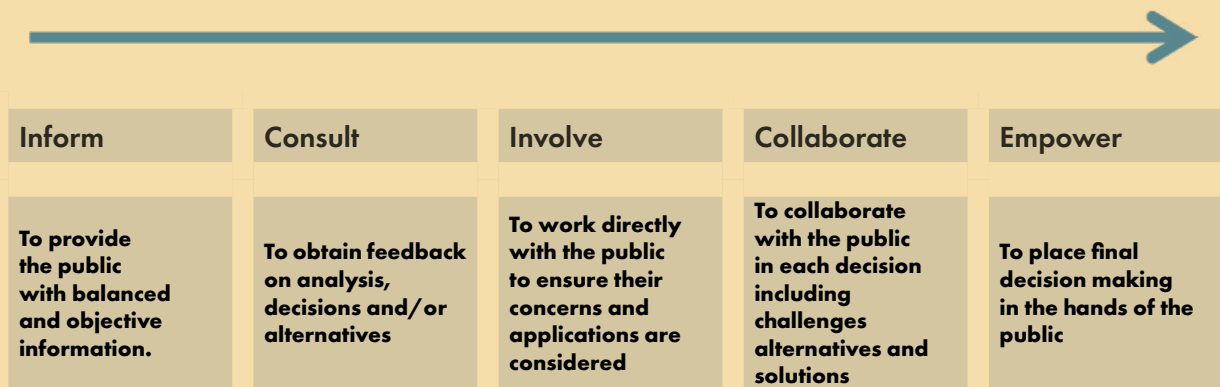 Inform
Consult
Involve
Collaborate
Empower
To provide
the public
with balanced
and objective
information.
To obtain feedback
on analysis,
decisions and/or
alternatives
To work directly
with the public
to ensure their
concerns and
applications are
considered
To collaborate
with the public
in each decision
including
challenges
alternatives and
solutions
To place final
decision making
in the hands of the
public